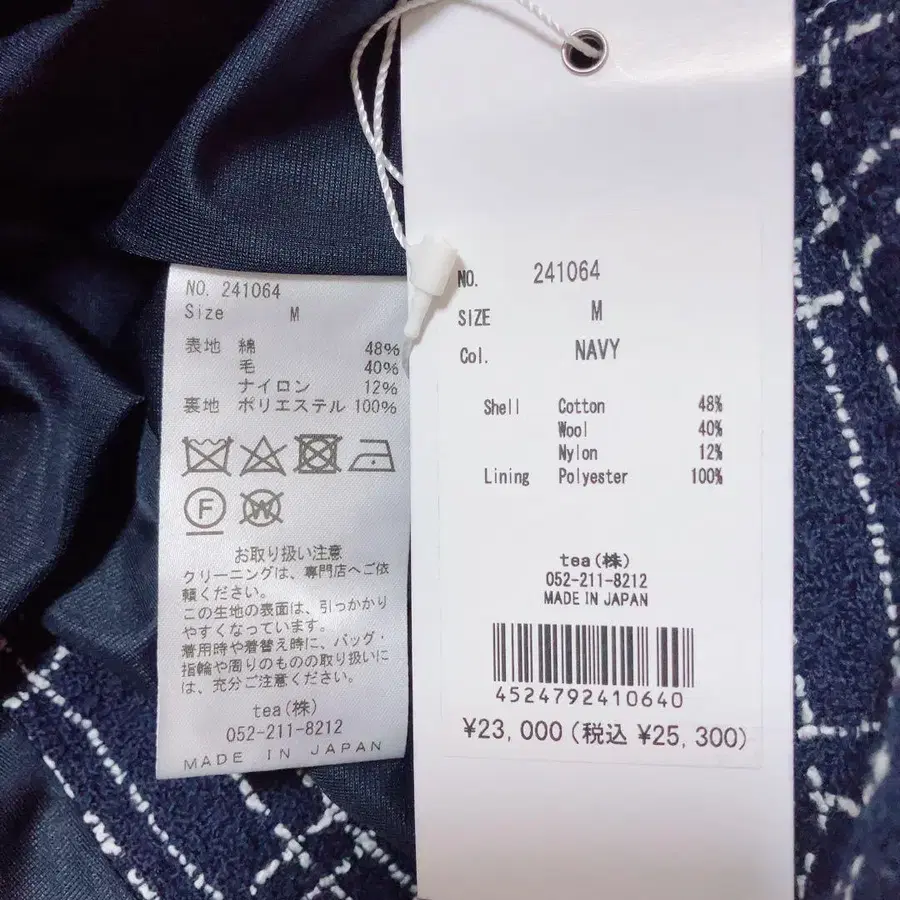 NO. 241064
Size M
表地 綿 48%
毛 40%
ナイロン 12%
裏地 ポリエステル 100%
F
W
お取り扱い注意
クリーニングは、専門店へご依
頼ください。
この生地の表面は、引っかかり
やすくなっています。
着用時や着替え時に、バッグ・
指輪や周りのものの取り扱いに
は、充分ご注意ください。
tea(株)
052-211-8212
MADE IN JAPAN
NO. 241064
SIZE M
Col. NAVY
Shell Cotton 48%
Wool 40%
Nylon 12%
Lining Polyester 100%
tea(株)
052-211-8212
MADE IN JAPAN
4524792410640
¥23,000(税込 ¥25,300)